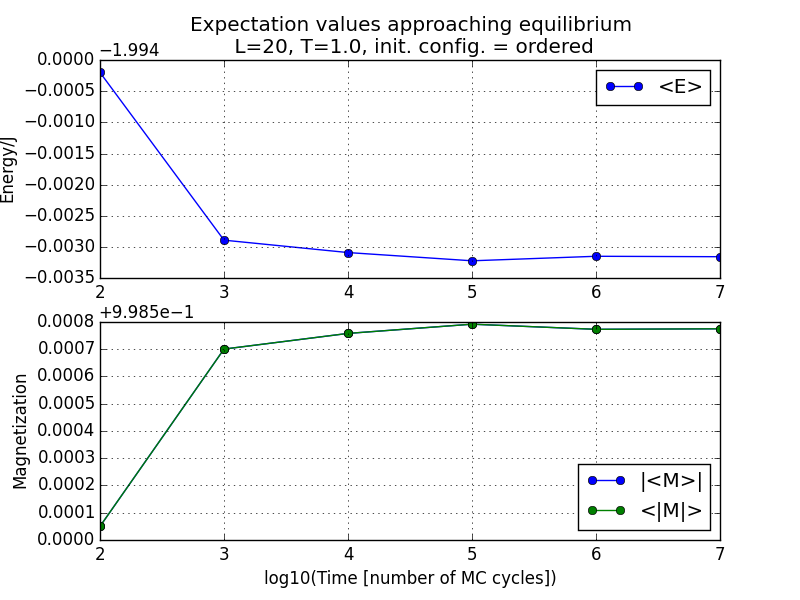 Expectation values approaching equilibrium
L=20, T=1.0, init. config. = ordered
−1.994
0.0000
−0.0005
−0.0010
−0.0015
−0.0020
−0.0025
−0.0030
−0.0035
Energy/J
<E>
2 3 4 5 6 7
+9.985e−1
0.0008
0.0007
0.0006
0.0005
0.0004
0.0003
0.0002
0.0001
0.0000
Magnetization
|<M>|
<|M|>
2 3 4 5 6 7
log10(Time [number of MC cycles])